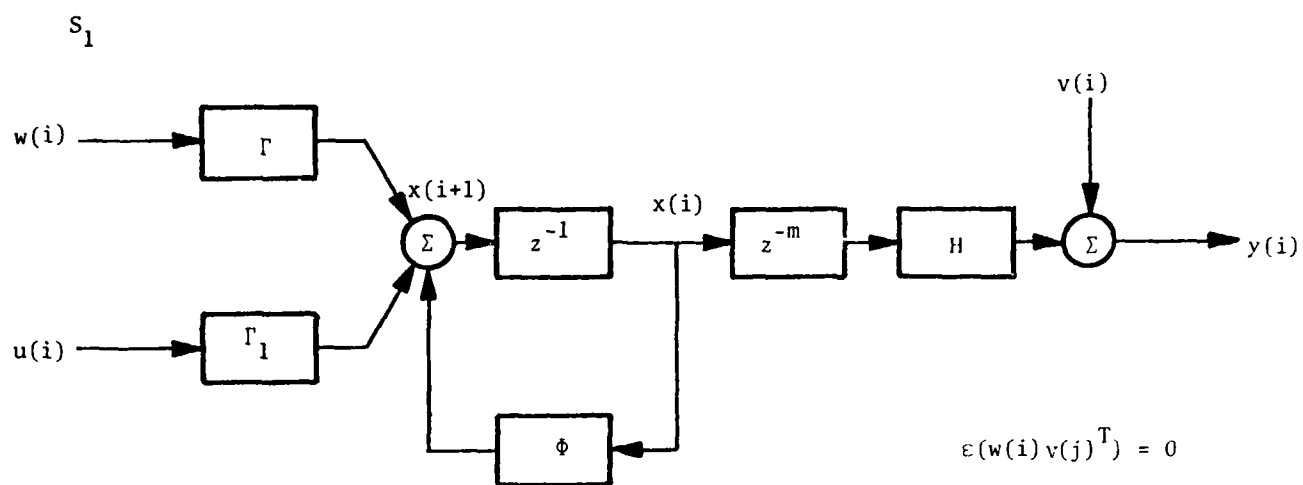 S₁
v(i)
w(i)
Γ
x(i+1)
x(i)
Σ
z⁻¹
z⁻ᵐ
H
Σ
y(i)
u(i)
Γ₁
Φ
ε(w(i)v(j)ᵀ) = 0